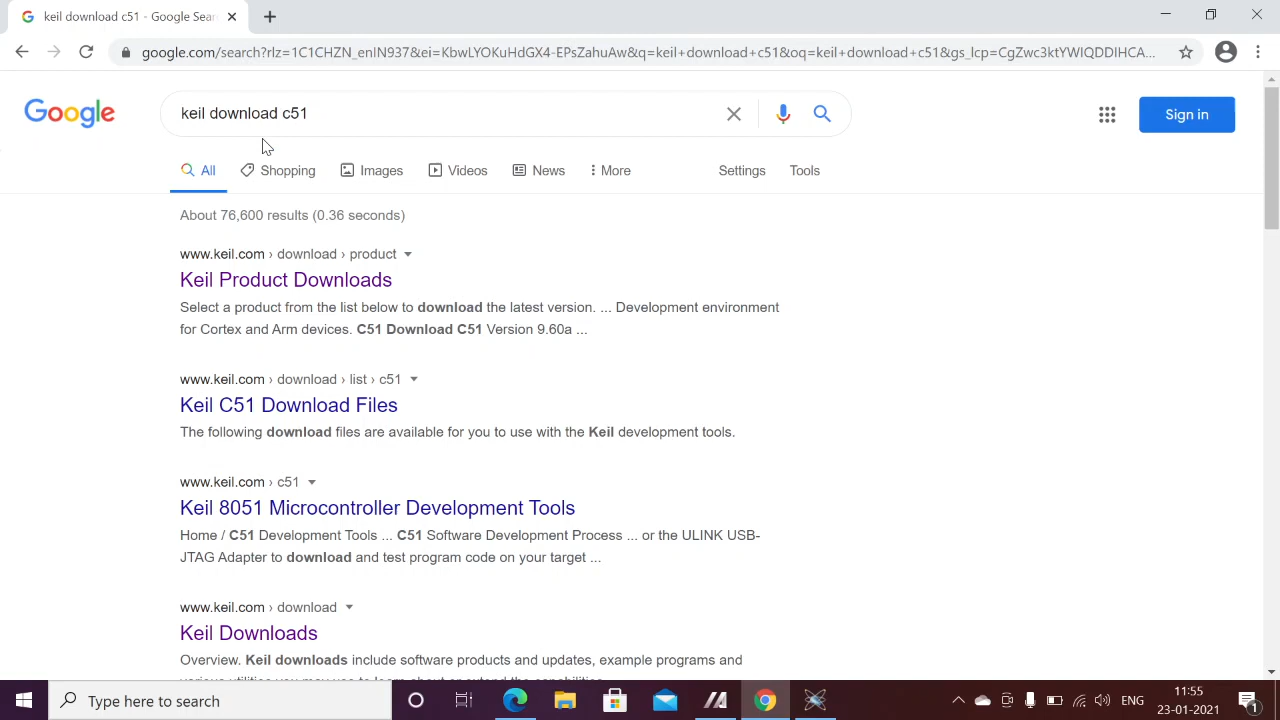 keil download c51 - Google Sear
google.com/search?rlz=1C1CHZN_enIN937&ei=KbwLYOKuHdGX4-EPsZahuAw&q=keil+download+c51&oq=keil+download+c51&gs_lcp=CgZwc3ktYWIQDDIHCA...
Google
keil download c51
Sign in
All
Shopping
Images
Videos
News
More
Settings
Tools
About 76,600 results (0.36 seconds)
www.keil.com › download › product
Keil Product Downloads
Select a product from the list below to download the latest version. ... Development environment
for Cortex and Arm devices. C51 Download C51 Version 9.60a ...
www.keil.com › download › list › c51
Keil C51 Download Files
The following download files are available for you to use with the Keil development tools.
www.keil.com › c51
Keil 8051 Microcontroller Development Tools
Home / C51 Development Tools ... C51 Software Development Process ... or the ULINK USB-
JTAG Adapter to download and test program code on your target ...
www.keil.com › download
Keil Downloads
Overview. Keil downloads include software products and updates, example programs and
Type here to search
ENG
11:55
23-01-2021
1